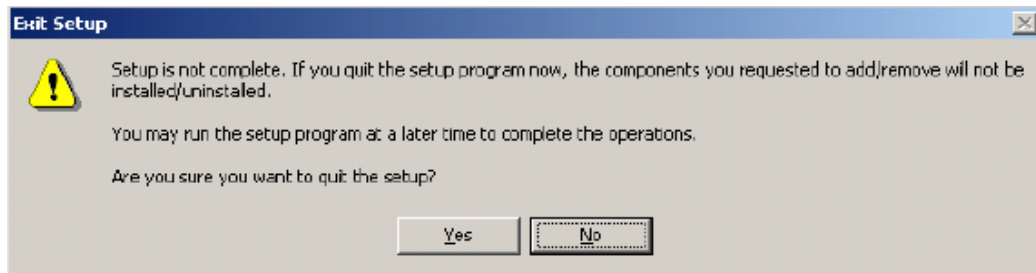 Exit Setup
Setup is not complete. If you quit the setup program now, the components you requested to add/remove will not be
installed/uninstaled.
You may run the setup program at a later time to complete the operations.
Are you sure you want to quit the setup?
Yes
No